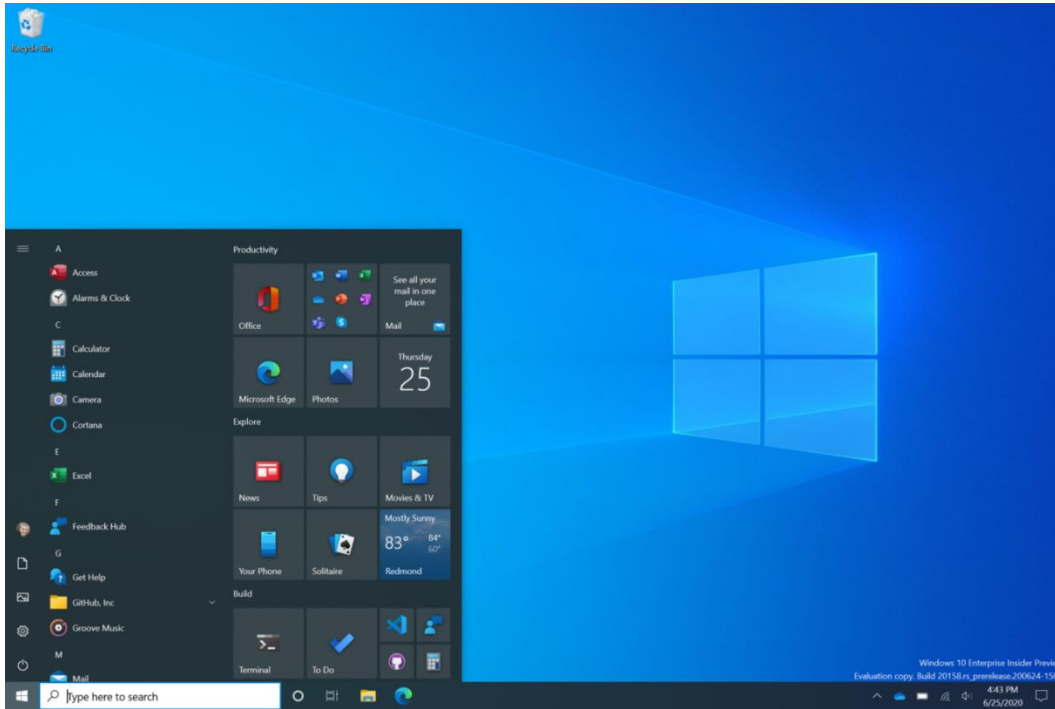 Recycle Bin
A
Access
Alarms & Clock
C
Calculator
Calendar
Camera
Cortana
E
Excel
F
Feedback Hub
G
Get Help
GitHub, Inc
Groove Music
M
Mail
Productivity
Office
See all your
mail in one
place
Mail
Microsoft Edge
Photos
Thursday
25
Explore
News
Tips
Movies & TV
Your Phone
Solitaire
Mostly Sunny
83°
84°
60°
Redmond
Build
Terminal
To Do
Windows 10 Enterprise Insider Previe
Evaluation copy. Build 20158.rs_prerelease.200624-150
Type here to search
4:43 PM
6/25/2020